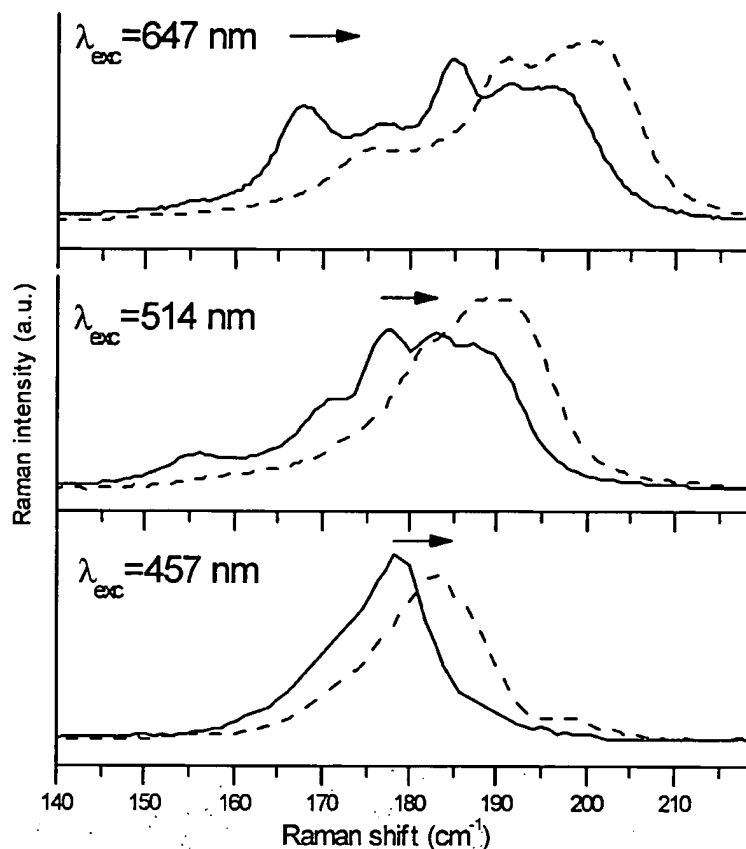 λexc=647 nm
λexc=514 nm
λexc=457 nm
Raman intensity (a.u.)
140 150 160 170 180 190 200 210
Raman shift (cm-1)